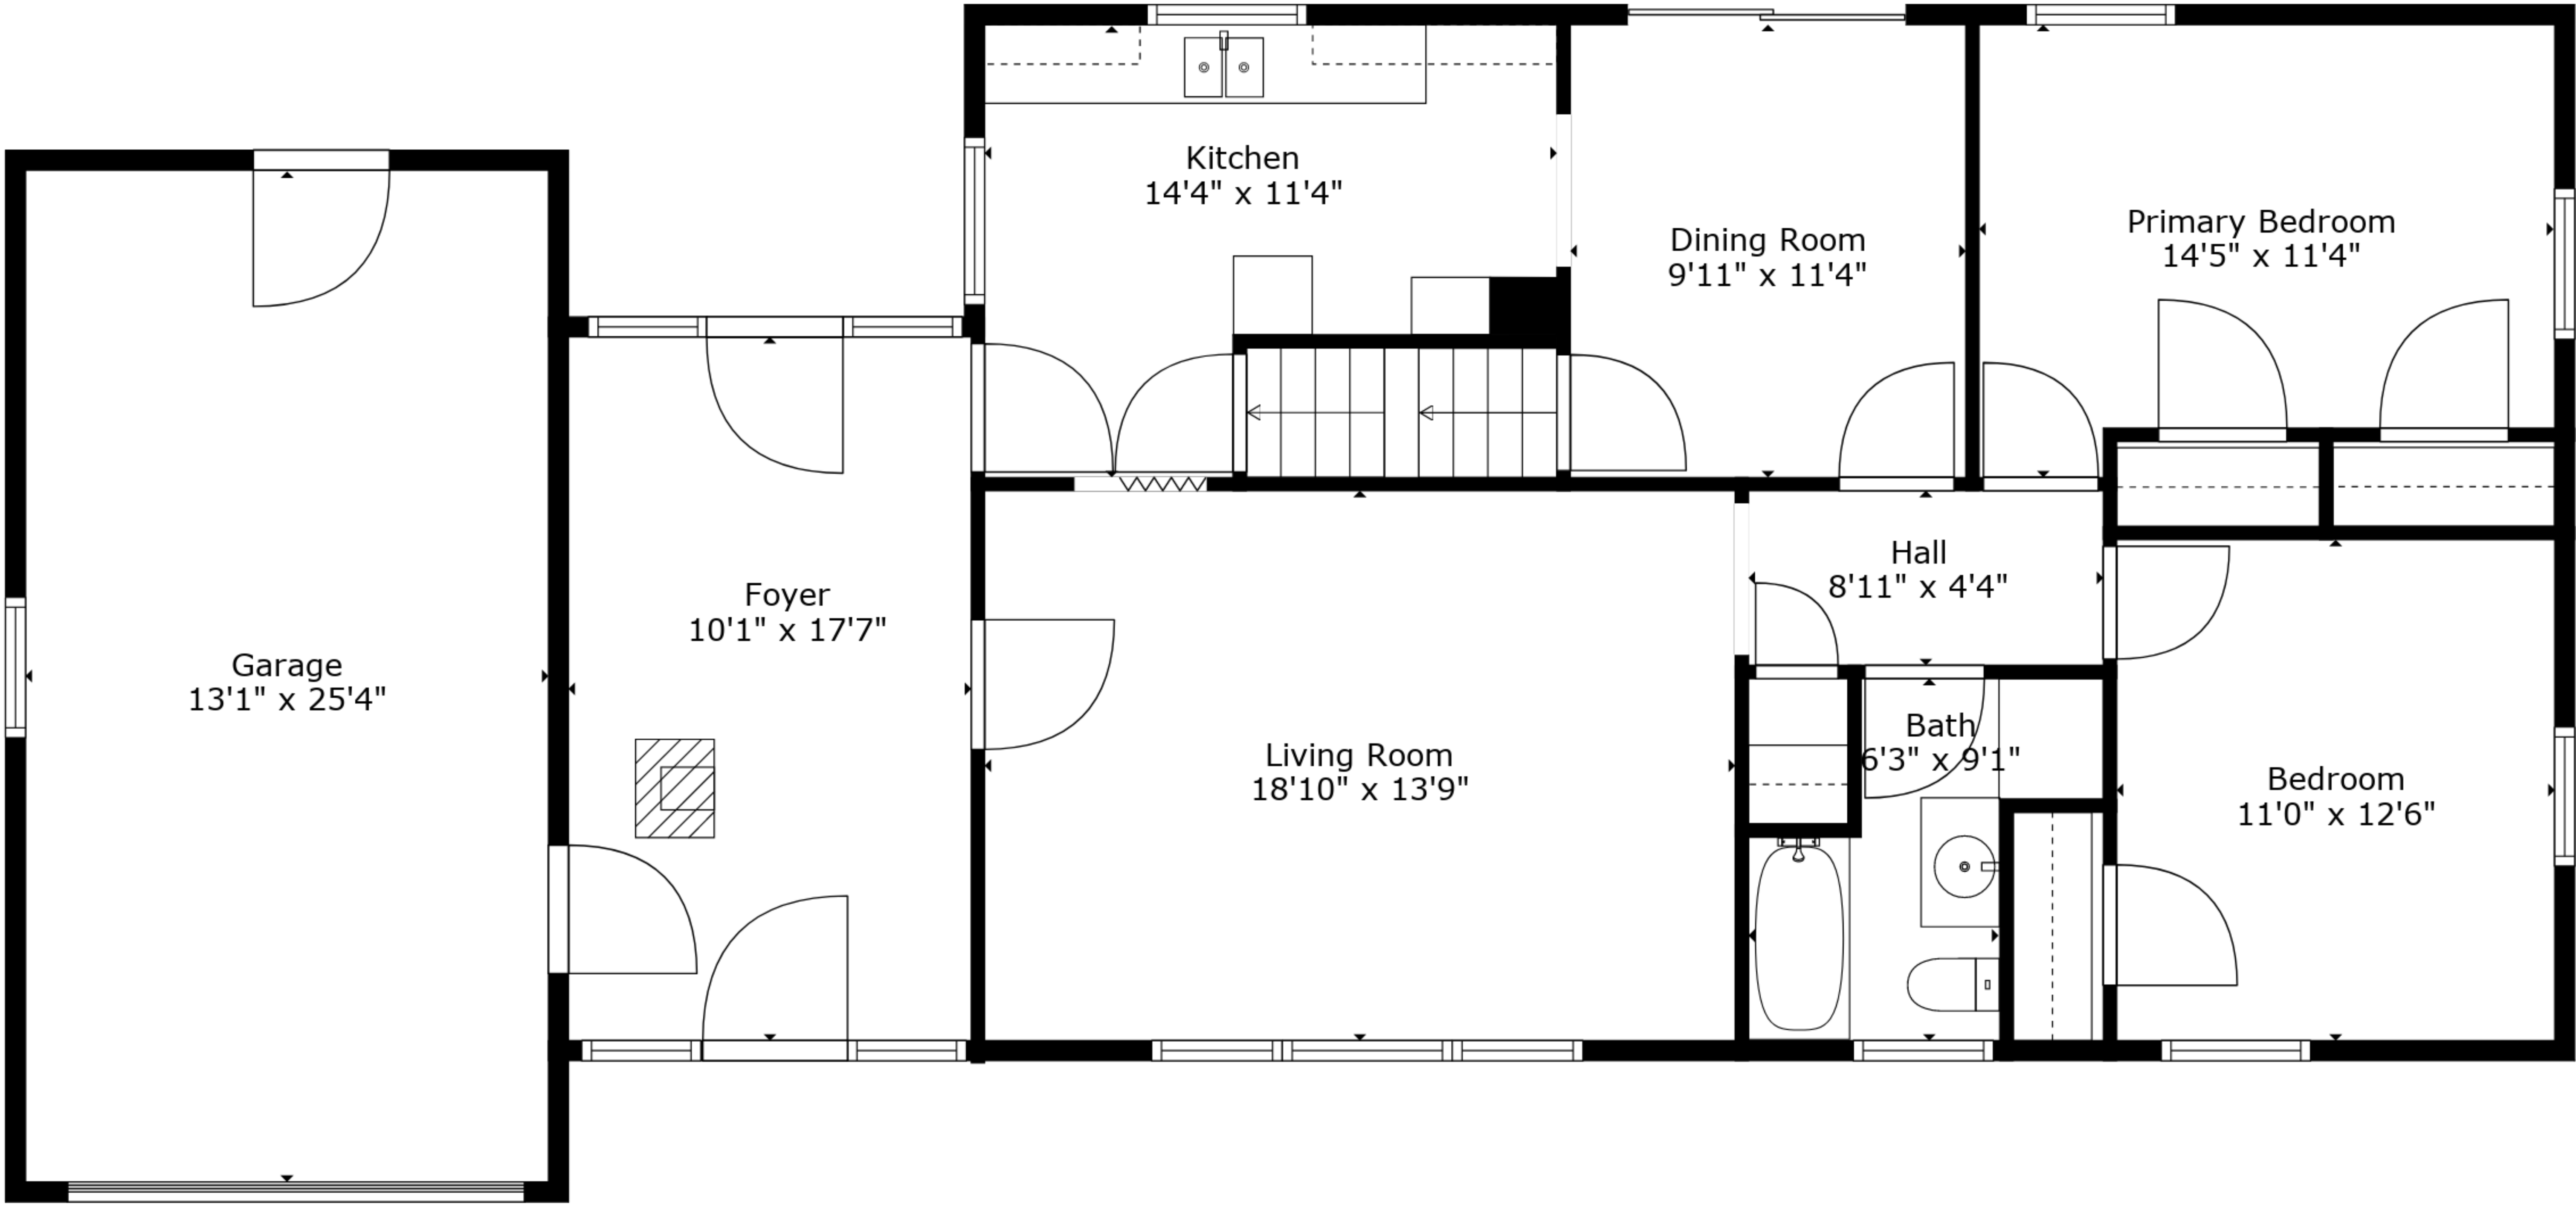 Kitchen
14'4" x 11'4"
Dining Room
9'11" x 11'4"
Primary Bedroom
14'5" x 11'4"
Hall
8'11" x 4'4"
Foyer
10'1" x 17'7"
Garage
13'1" x 25'4"
Living Room
18'10" x 13'9"
Bath
6'3" x 9'1"
Bedroom
11'0" x 12'6"